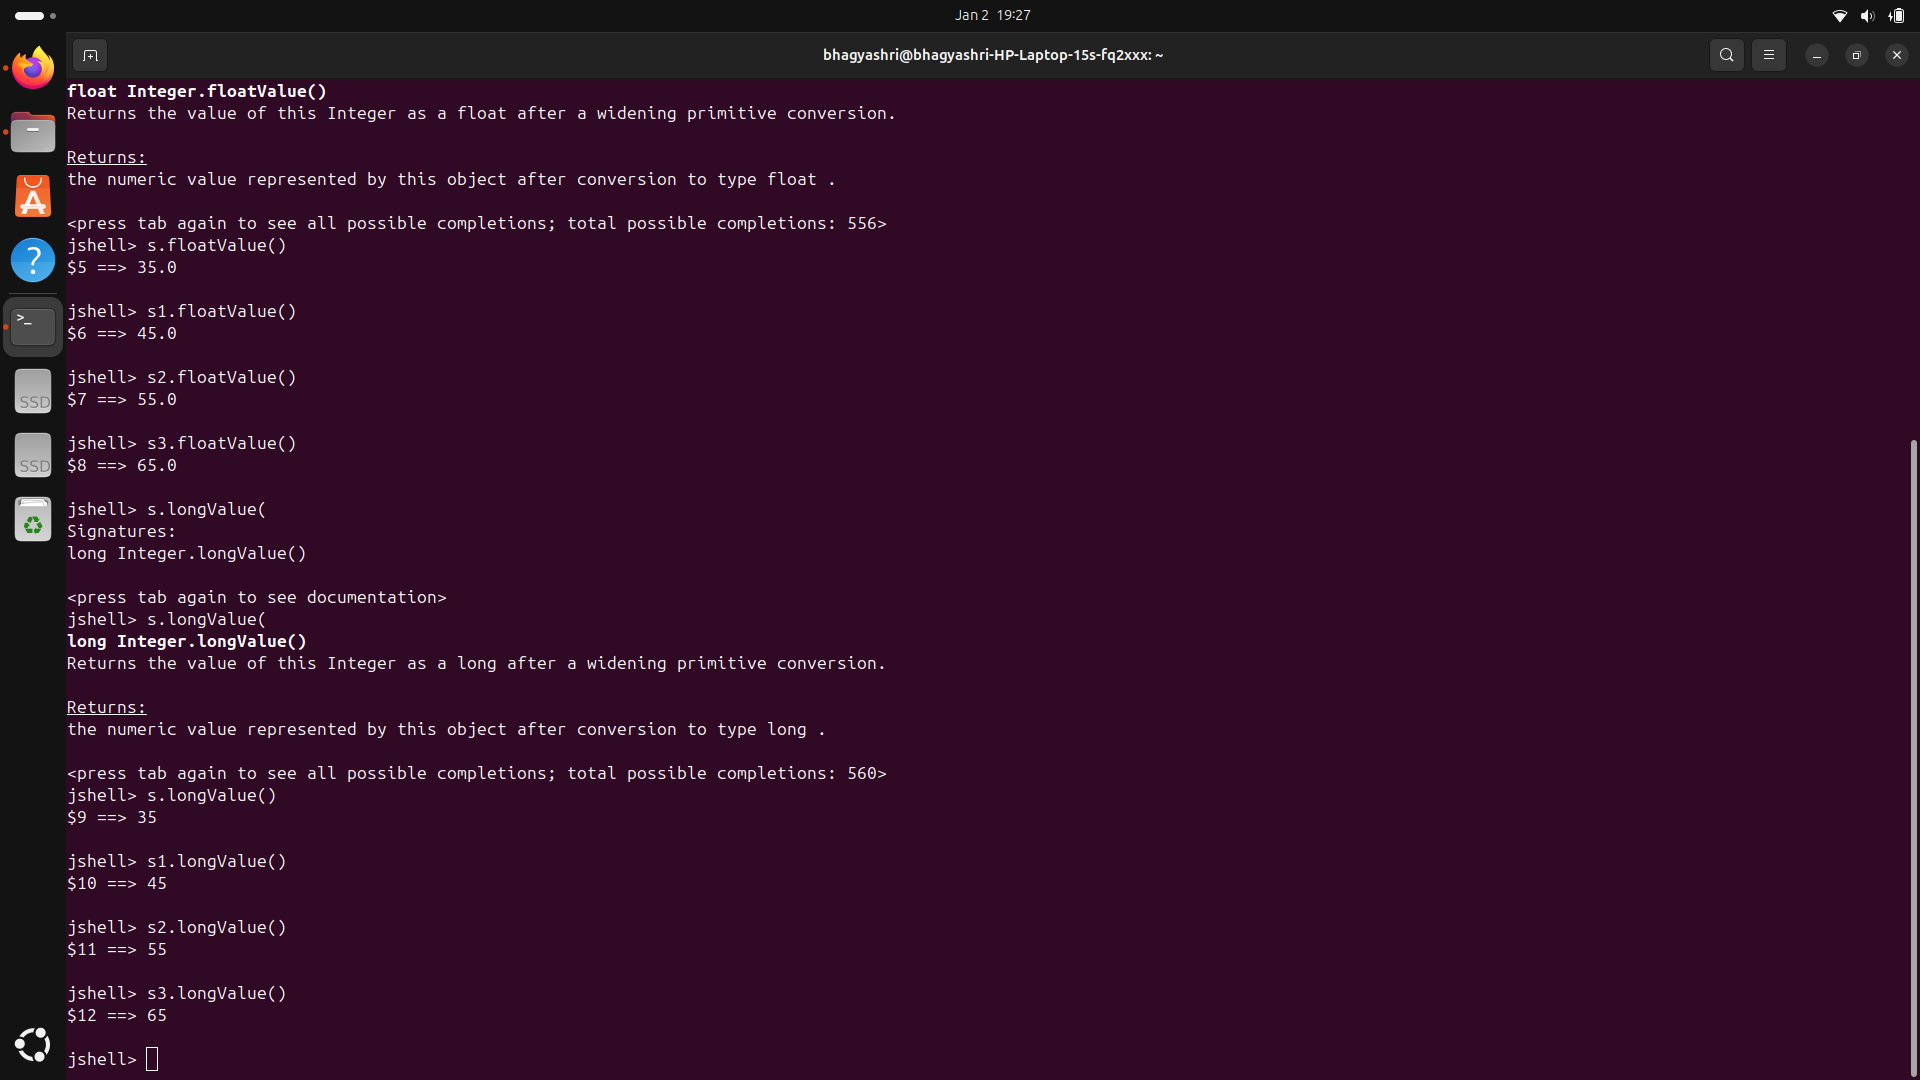 Jan 2 19:27
bhagyashri@bhagyashri-HP-Laptop-15s-fq2xxx: ~
float Integer.floatValue()
Returns the value of this Integer as a float after a widening primitive conversion.
Returns:
the numeric value represented by this object after conversion to type float .
<press tab again to see all possible completions; total possible completions: 556>
jshell> s.floatValue()
$5 ==> 35.0
jshell> s1.floatValue()
$6 ==> 45.0
jshell> s2.floatValue()
$7 ==> 55.0
jshell> s3.floatValue()
$8 ==> 65.0
jshell> s.longValue(
Signatures:
long Integer.longValue()
<press tab again to see documentation>
jshell> s.longValue(
long Integer.longValue()
Returns the value of this Integer as a long after a widening primitive conversion.
Returns:
the numeric value represented by this object after conversion to type long .
<press tab again to see all possible completions; total possible completions: 560>
jshell> s.longValue()
$9 ==> 35
jshell> s1.longValue()
$10 ==> 45
jshell> s2.longValue()
$11 ==> 55
jshell> s3.longValue()
$12 ==> 65
jshell>
SSD
SSD